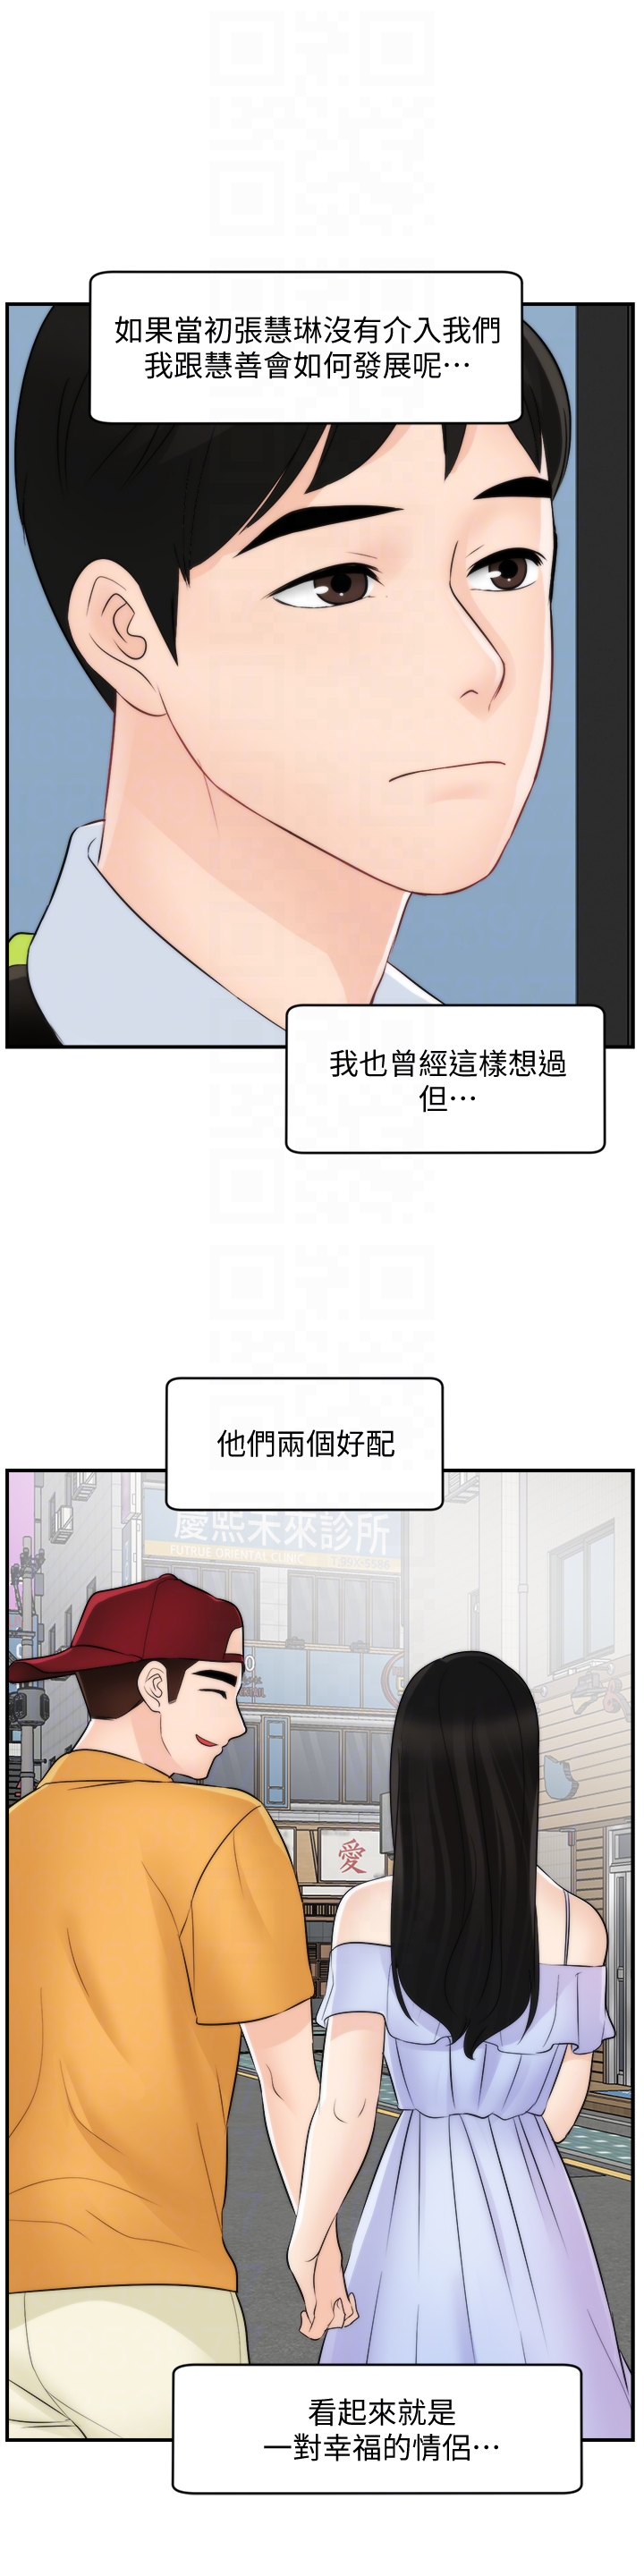 如果當初張慧琳沒有介入我們
我跟慧善會如何發展呢⋯
我也曾經這樣想過
但⋯
他們兩個好配
慶熙未來診所
FUTRUE ORIENTAL CLINIC
愛
看起來就是
一對幸福的情侶⋯